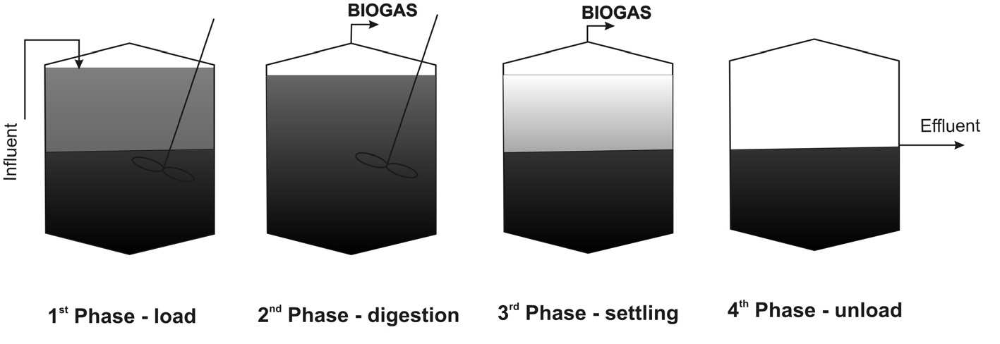 BIOGAS
BIOGAS
Influent
Effluent
1st Phase - load
2nd Phase - digestion
3rd Phase - settling
4th Phase - unload